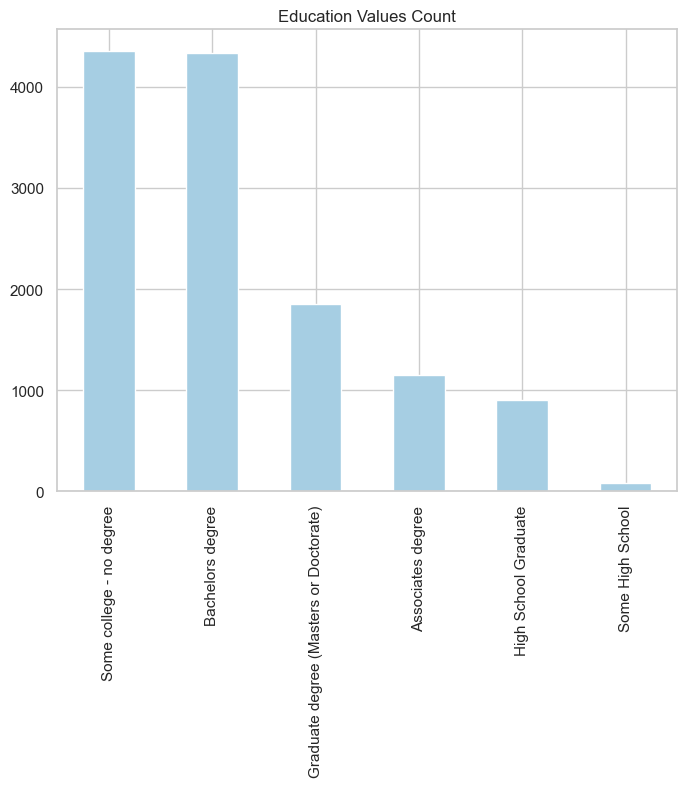 Education Values Count
4000
3000
2000
1000
0
Some college - no degree
Bachelors degree
Graduate degree (Masters or Doctorate)
Associates degree
High School Graduate
Some High School